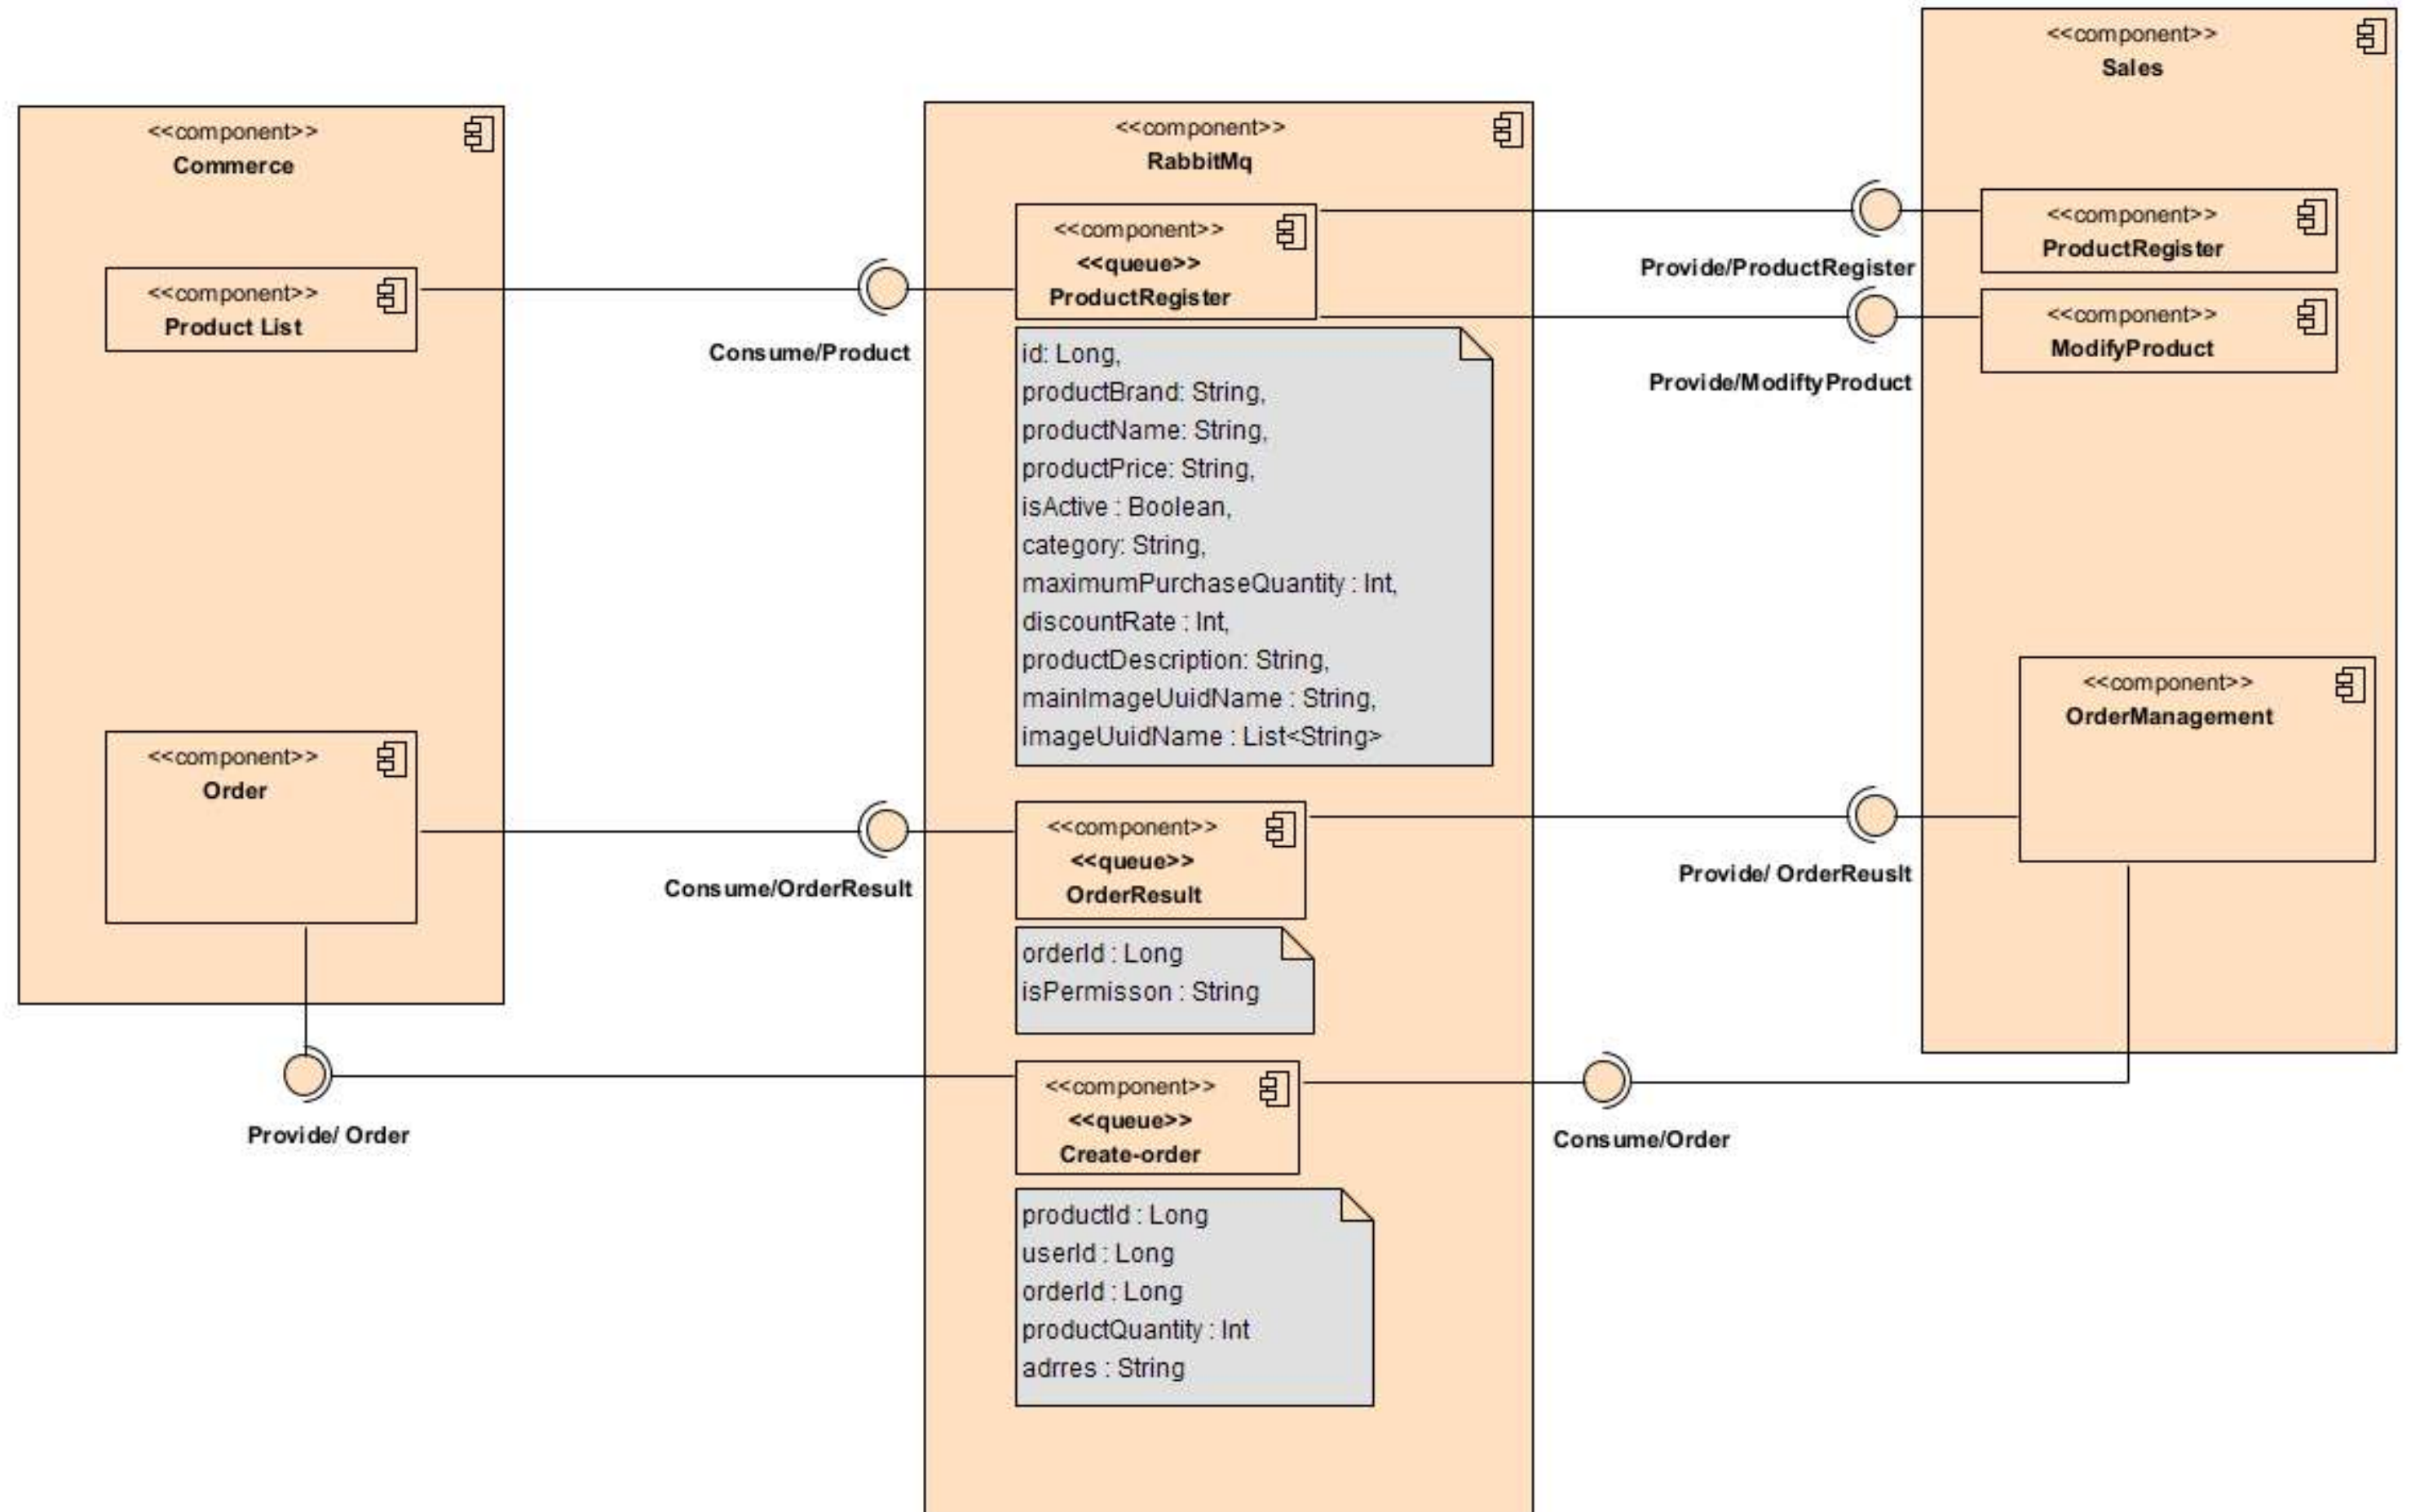 <<component>>
Commerce
<<component>>
Product List
<<component>>
Order
Consume/Product
Consume/OrderResult
Provide/ Order
<<component>>
RabbitMq
<<component>>
<<queue>>
ProductRegister
id: Long,
productBrand: String,
productName: String,
productPrice: String,
isActive : Boolean,
category: String,
maximumPurchaseQuantity : Int,
discountRate : Int,
productDescription: String,
mainImageUuidName : String,
imageUuidName : List<String>
<<component>>
<<queue>>
OrderResult
orderId : Long
isPermisson : String
<<component>>
<<queue>>
Create-order
productId : Long
userId : Long
orderId : Long
productQuantity : Int
adrres : String
Provide/ProductRegister
Provide/ModiftyProduct
Provide/ OrderReuslt
Consume/Order
<<component>>
Sales
<<component>>
ProductRegister
<<component>>
ModifyProduct
<<component>>
OrderManagement